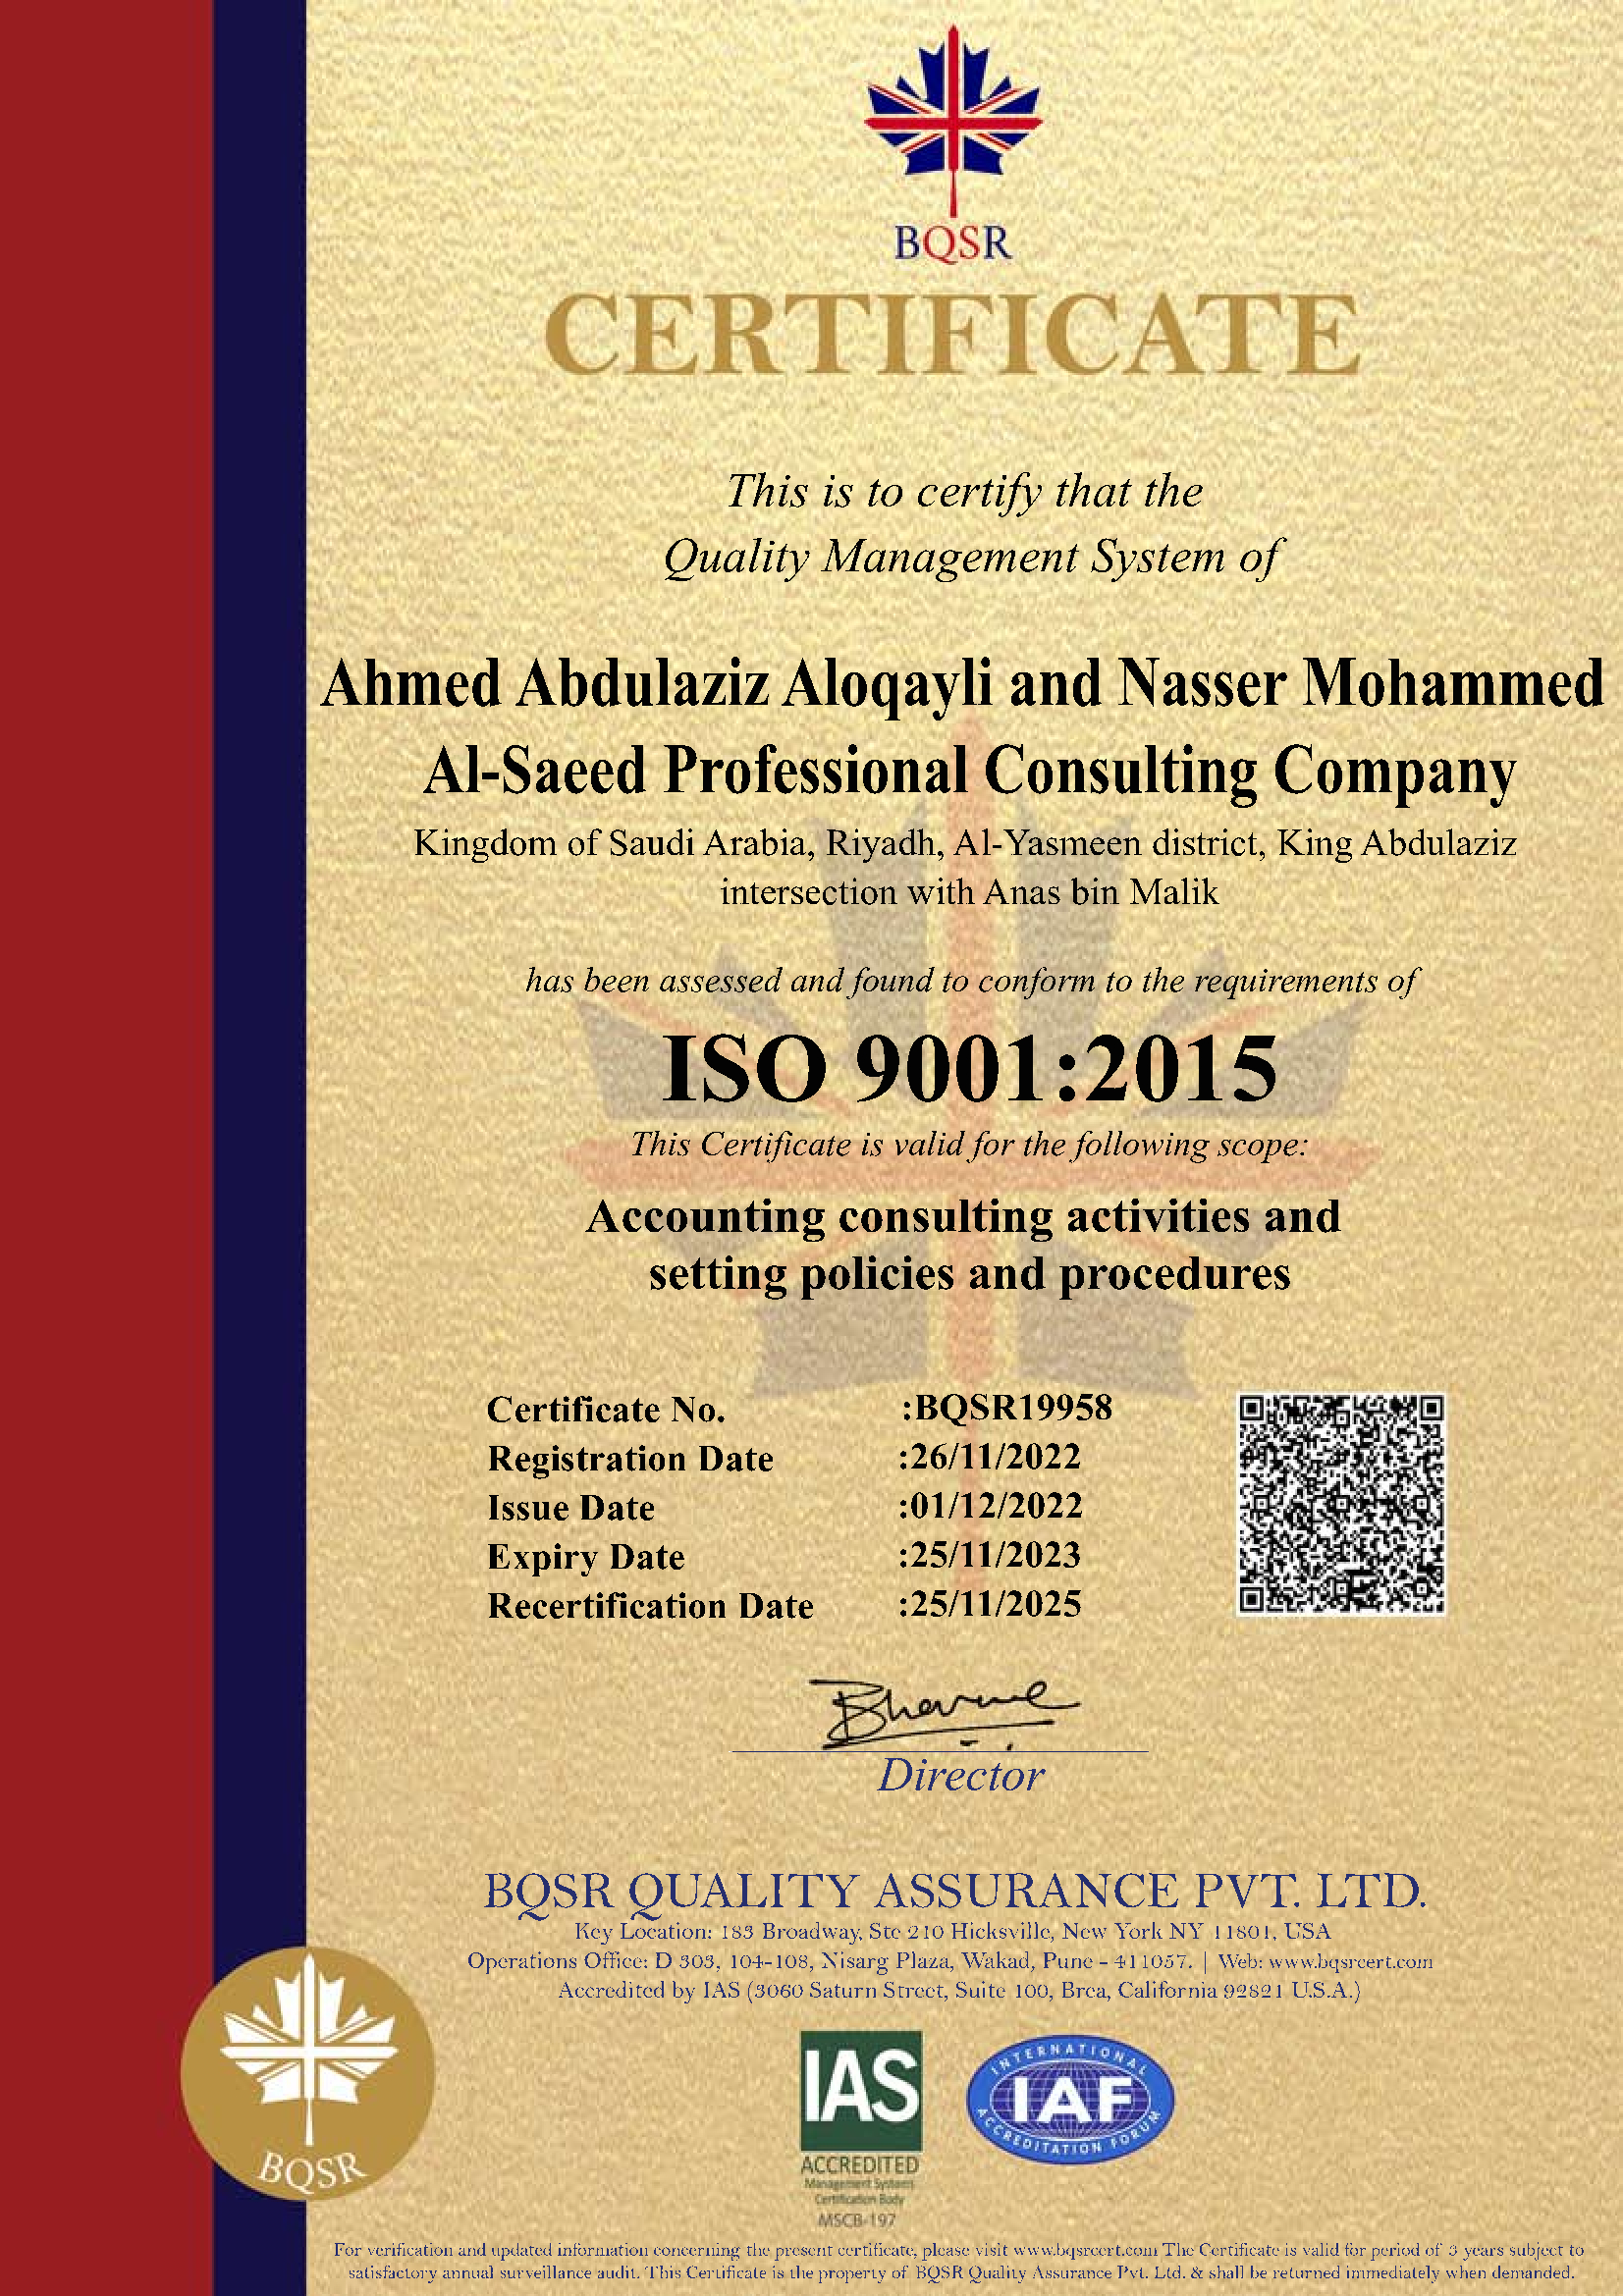 BQSR
CERTIFICATE
This is to certify that the
Quality Management System of
Ahmed Abdulaziz Aloqayli and Nasser Mohammed
Al-Saeed Professional Consulting Company
Kingdom of Saudi Arabia, Riyadh, Al-Yasmeen district, King Abdulaziz
intersection with Anas bin Malik
has been assessed and found to conform to the requirements of
ISO 9001:2015
This Certificate is valid for the following scope:
Accounting consulting activities and
setting policies and procedures
Certificate No. :BQSR19958
Registration Date :26/11/2022
Issue Date :01/12/2022
Expiry Date :25/11/2023
Recertification Date :25/11/2025
Director
BQSR QUALITY ASSURANCE PVT. LTD.
Key Location: 183 Broadway, Ste 210 Hicksville, New York NY 11801, USA
Operations Office: D 303, 104-108, Nisarg Plaza, Wakad, Pune - 411057. | Web: www.bqsrcert.com
Accredited by IAS (3060 Saturn Street, Suite 100, Brea, California 92821 U.S.A.)
BQSR
IAS
ACCREDITED
Management Systems
Certification Body
MSCB-197
INTERNATIONAL
IAF
ACCREDITATION FORUM
For verification and updated information concerning the present certificate, please visit www.bqsrcert.com The Certificate is valid for period of 3 years subject to
satisfactory annual surveillance audit. This Certificate is the property of BQSR Quality Assurance Pvt. Ltd. & shall be returned immediately when demanded.